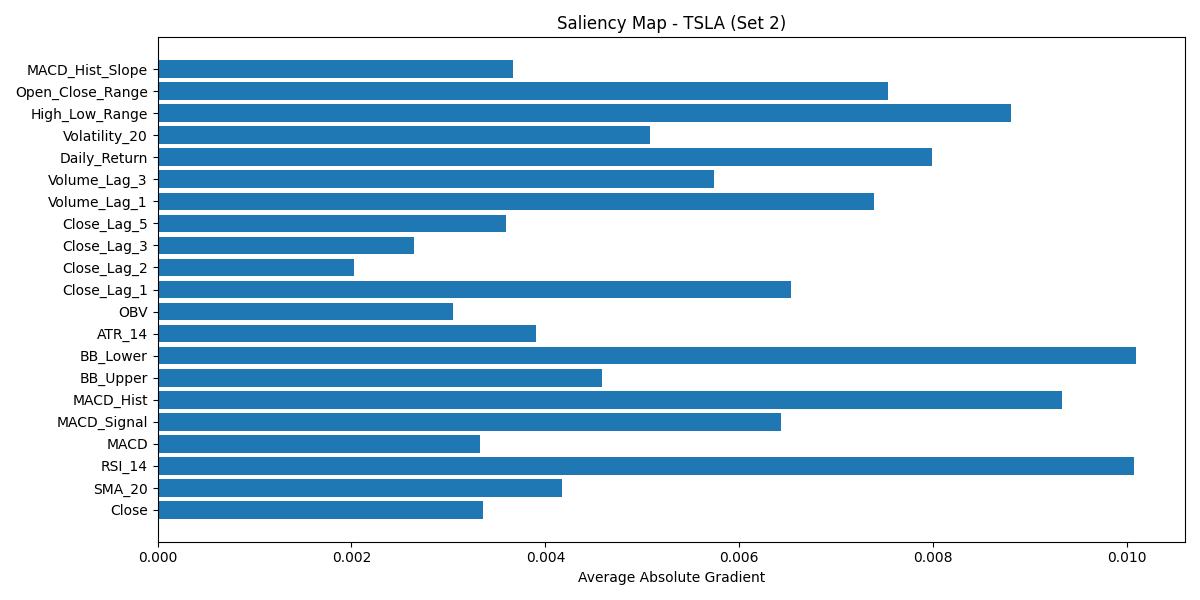 Saliency Map - TSLA (Set 2)
MACD_Hist_Slope
Open_Close_Range
High_Low_Range
Volatility_20
Daily_Return
Volume_Lag_3
Volume_Lag_1
Close_Lag_5
Close_Lag_3
Close_Lag_2
Close_Lag_1
OBV
ATR_14
BB_Lower
BB_Upper
MACD_Hist
MACD_Signal
MACD
RSI_14
SMA_20
Close
0.000 0.002 0.004 0.006 0.008 0.010
Average Absolute Gradient